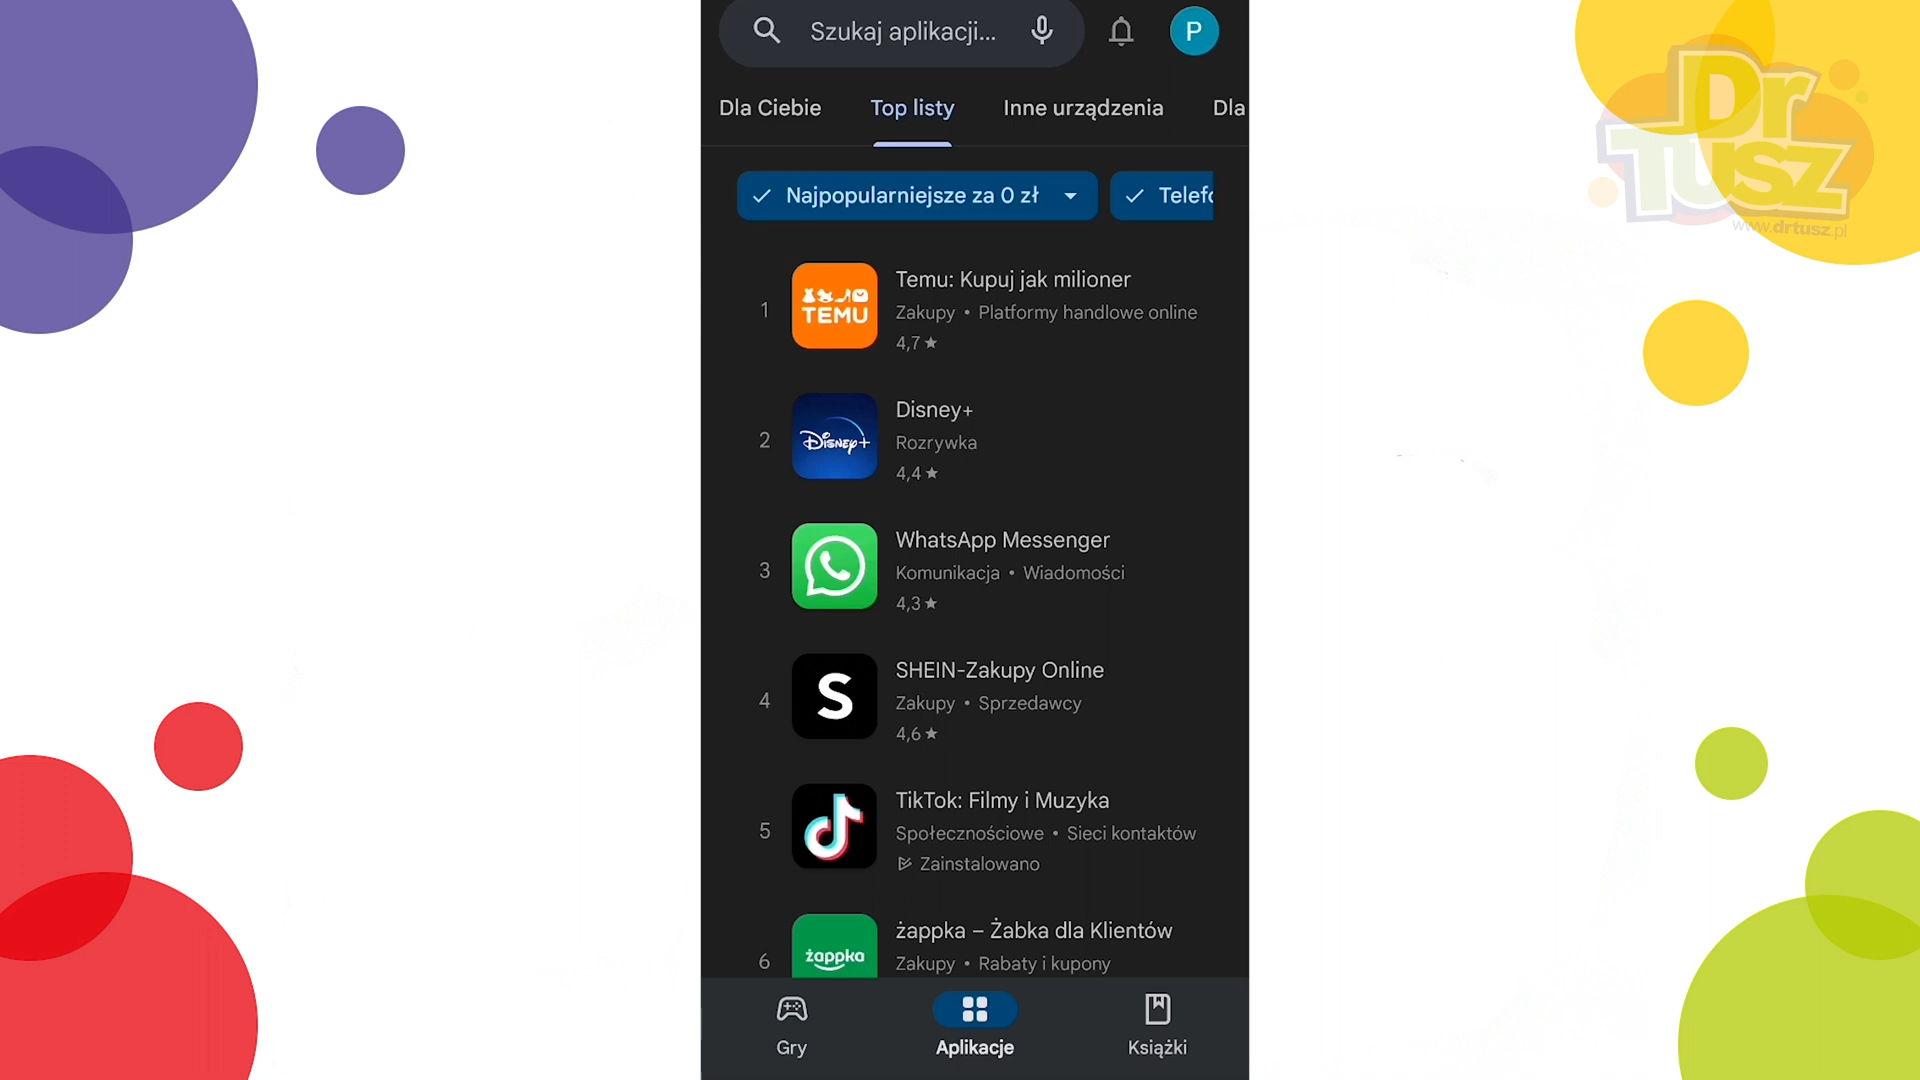 Szukaj aplikacji...
P
Dla Ciebie
Top listy
Inne urządzenia
Dla
Najpopularniejsze za 0 zł
Telefo
Dr
Tusz
www.drtusz.pl
1
TEMU
Temu: Kupuj jak milioner
Zakupy • Platformy handlowe online
4,7 ★
2
Disney+
Disney+
Rozrywka
4,4 ★
3
WhatsApp Messenger
Komunikacja • Wiadomości
4,3 ★
4
S
SHEIN-Zakupy Online
Zakupy • Sprzedawcy
4,6 ★
5
TikTok: Filmy i Muzyka
Społecznościowe • Sieci kontaktów
Zainstalowano
6
żappka
żappka – Żabka dla Klientów
Zakupy • Rabaty i kupony
Gry
Aplikacje
Książki